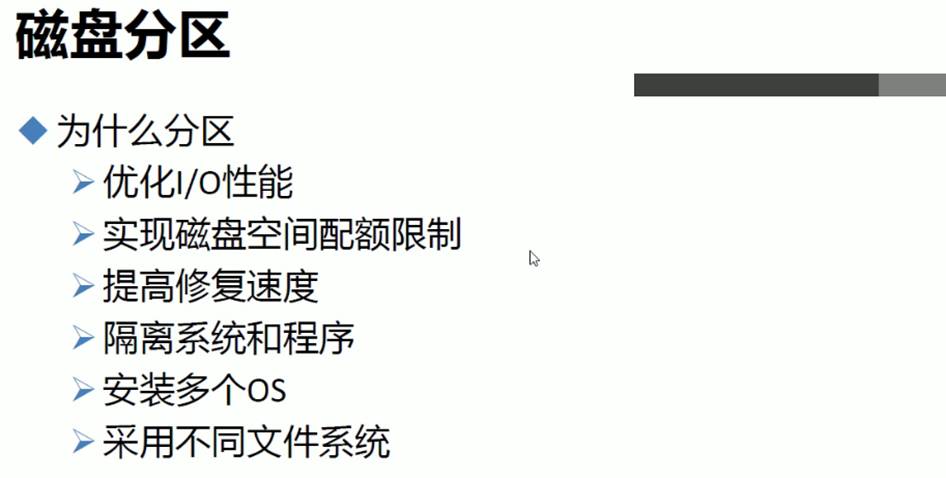 磁盘分区
为什么分区
优化I/O性能
实现磁盘空间配额限制
提高修复速度
隔离系统和程序
安装多个OS
采用不同文件系统